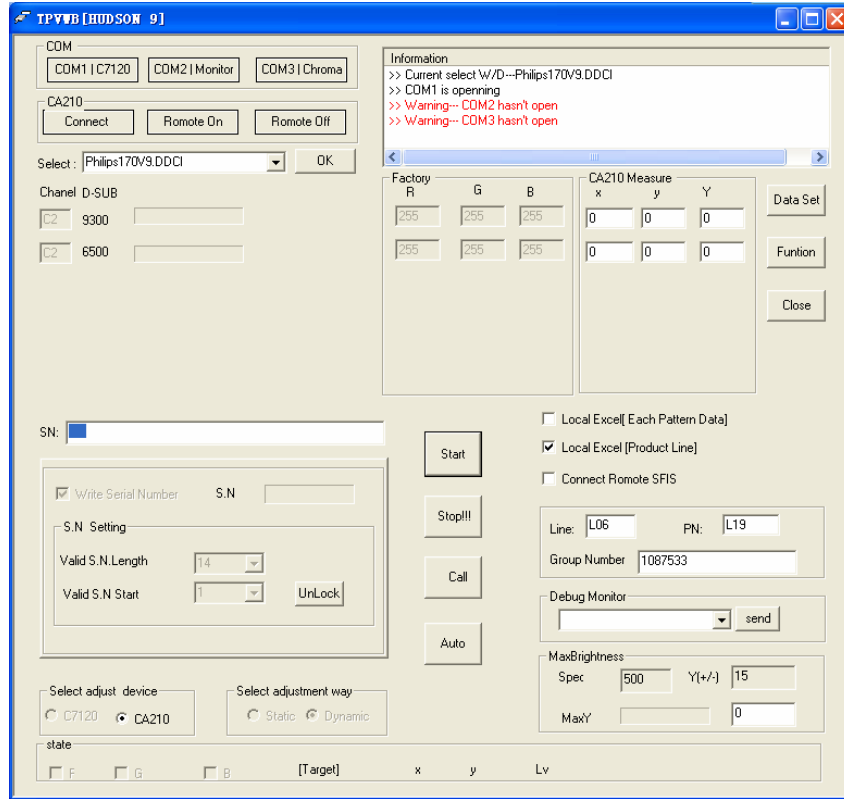 TPVWB[HUDSON 9]
COM
COM1 | C7120 COM2 | Monitor COM3 | Chroma
CA210
Connect Romote On Romote Off
Select : Philips170V9.DDCI OK
Information
>> Current select W/D---Philips170V9.DDCI
>> COM1 is openning
>> Warning--- COM2 hasn't open
>> Warning--- COM3 hasn't open
Chanel D-SUB
C2 9300
C2 6500
Factory
R G B
255 255 255
255 255 255
CA210 Measure
x y Y
0 0 0
0 0 0
Data Set
Funtion
Close
SN:
Write Serial Number S.N
S.N Setting
Valid S.N.Length 14
Valid S.N Start 1 UnLock
Start
Stop!!!
Call
Auto
Local Excel[ Each Pattern Data]
Local Excel [Product Line]
Connect Romote SFIS
Line: L06 PN: L19
Group Number 1087533
Debug Monitor
send
MaxBrightness
Spec 500 Y(+/-) 15
MaxY 0
Select adjust device
C7120 CA210
Select adjustment way
Static Dynamic
state
F G B [Target] x y Lv